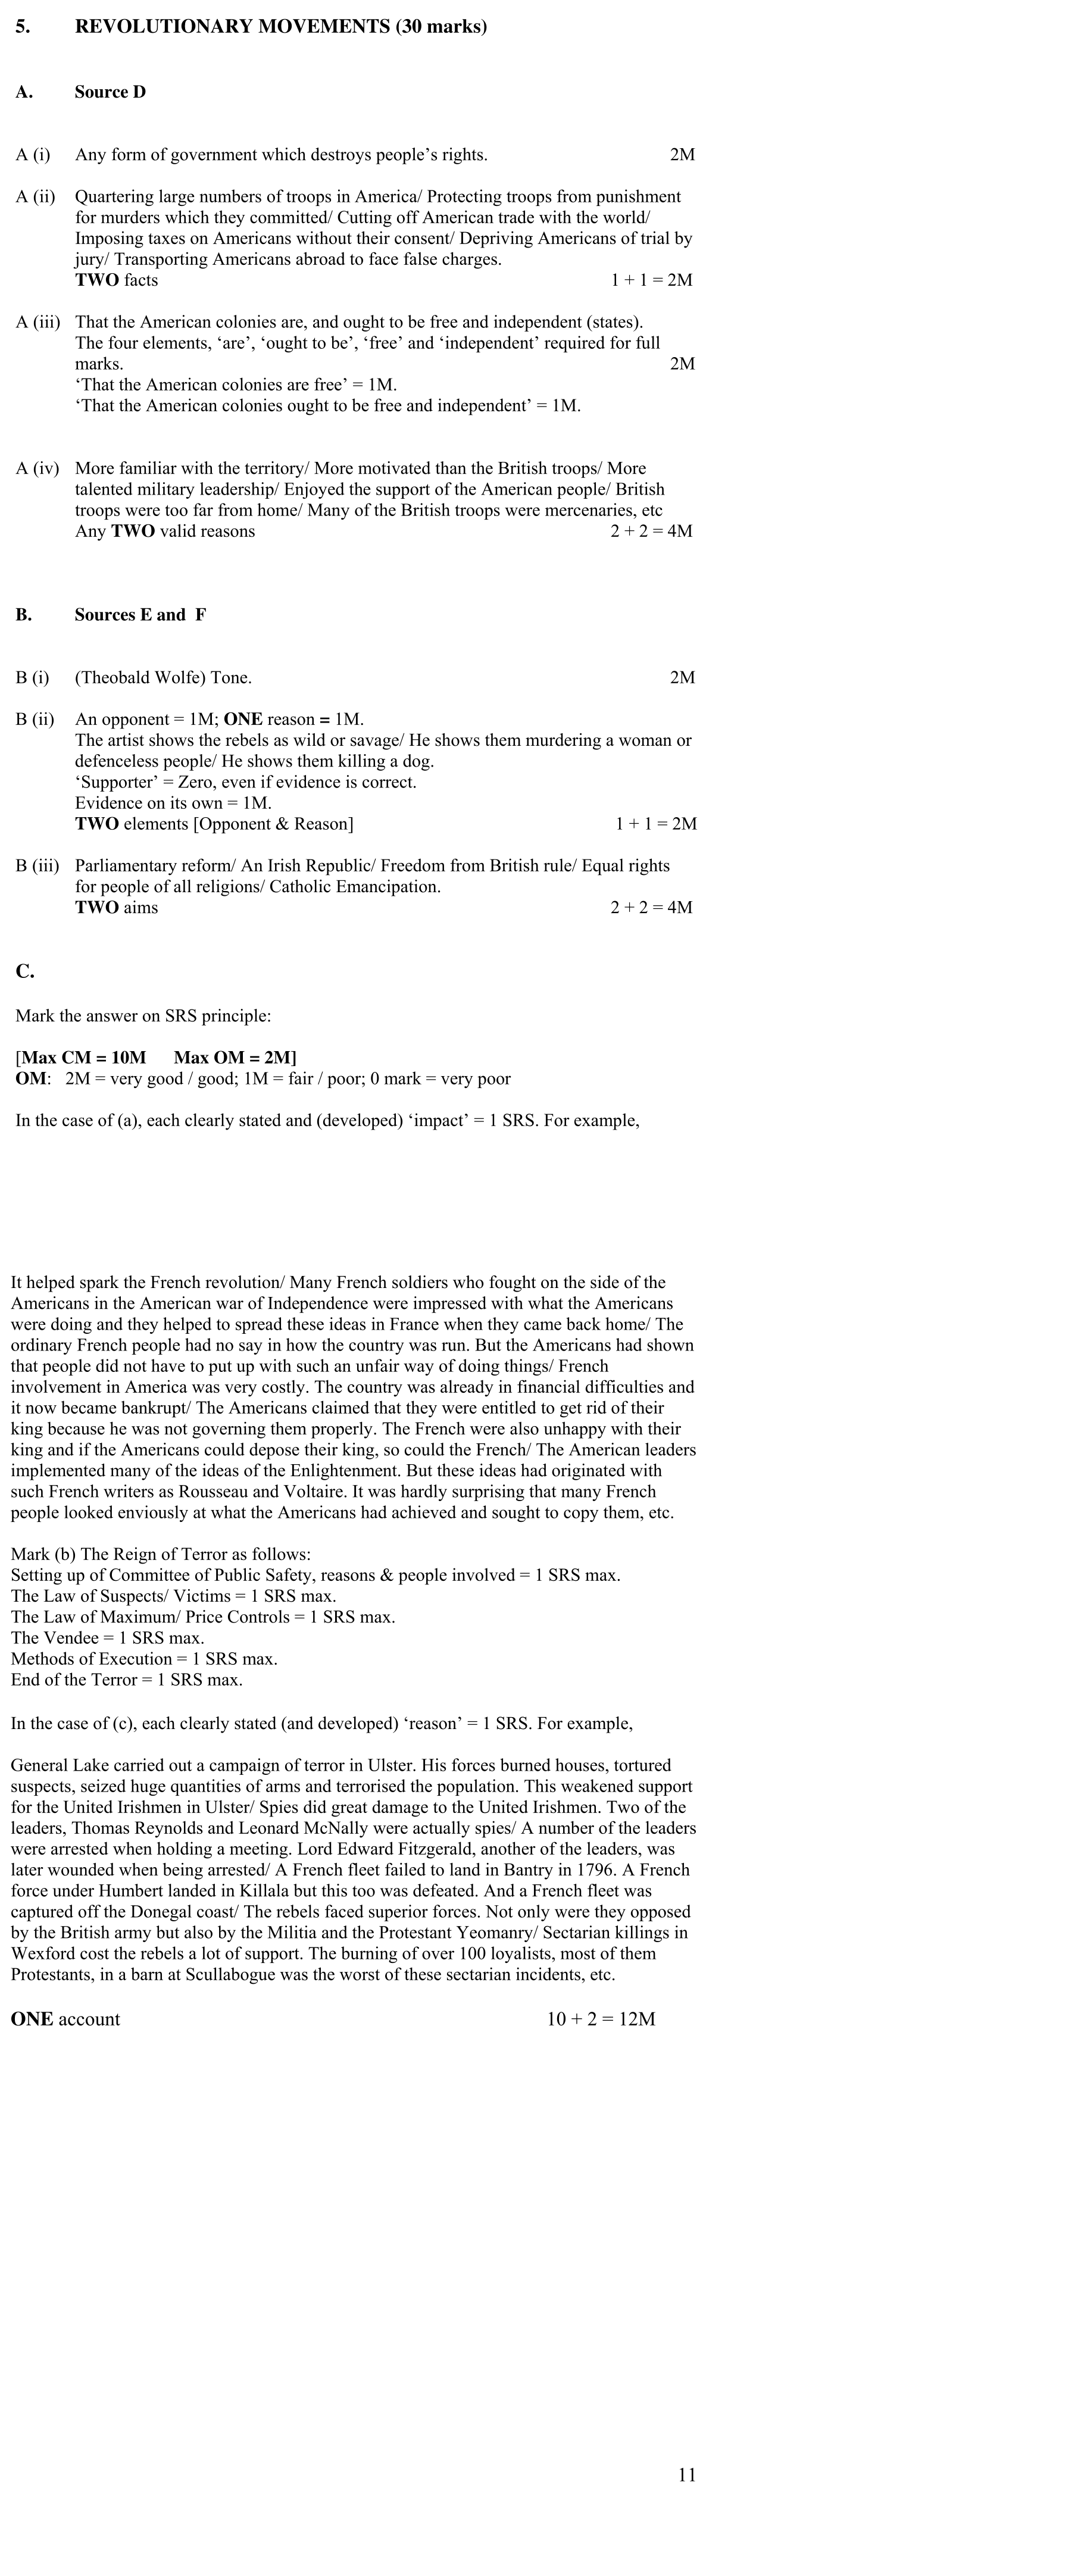 5. REVOLUTIONARY MOVEMENTS (30 marks)
A. Source D
A (i) Any form of government which destroys people’s rights. 2M
A (ii) Quartering large numbers of troops in America/ Protecting troops from punishment
for murders which they committed/ Cutting off American trade with the world/
Imposing taxes on Americans without their consent/ Depriving Americans of trial by
jury/ Transporting Americans abroad to face false charges.
TWO facts 1 + 1 = 2M
A (iii) That the American colonies are, and ought to be free and independent (states).
The four elements, ‘are’, ‘ought to be’, ‘free’ and ‘independent’ required for full
marks. 2M
‘That the American colonies are free’ = 1M.
‘That the American colonies ought to be free and independent’ = 1M.
A (iv) More familiar with the territory/ More motivated than the British troops/ More
talented military leadership/ Enjoyed the support of the American people/ British
troops were too far from home/ Many of the British troops were mercenaries, etc
Any TWO valid reasons 2 + 2 = 4M
B. Sources E and F
B (i) (Theobald Wolfe) Tone. 2M
B (ii) An opponent = 1M; ONE reason = 1M.
The artist shows the rebels as wild or savage/ He shows them murdering a woman or
defenceless people/ He shows them killing a dog.
‘Supporter’ = Zero, even if evidence is correct.
Evidence on its own = 1M.
TWO elements [Opponent & Reason] 1 + 1 = 2M
B (iii) Parliamentary reform/ An Irish Republic/ Freedom from British rule/ Equal rights
for people of all religions/ Catholic Emancipation.
TWO aims 2 + 2 = 4M
C.
Mark the answer on SRS principle:
[Max CM = 10M Max OM = 2M]
OM: 2M = very good / good; 1M = fair / poor; 0 mark = very poor
In the case of (a), each clearly stated and (developed) ‘impact’ = 1 SRS. For example,
It helped spark the French revolution/ Many French soldiers who fought on the side of the
Americans in the American war of Independence were impressed with what the Americans
were doing and they helped to spread these ideas in France when they came back home/ The
ordinary French people had no say in how the country was run. But the Americans had shown
that people did not have to put up with such an unfair way of doing things/ French
involvement in America was very costly. The country was already in financial difficulties and
it now became bankrupt/ The Americans claimed that they were entitled to get rid of their
king because he was not governing them properly. The French were also unhappy with their
king and if the Americans could depose their king, so could the French/ The American leaders
implemented many of the ideas of the Enlightenment. But these ideas had originated with
such French writers as Rousseau and Voltaire. It was hardly surprising that many French
people looked enviously at what the Americans had achieved and sought to copy them, etc.
Mark (b) The Reign of Terror as follows:
Setting up of Committee of Public Safety, reasons & people involved = 1 SRS max.
The Law of Suspects/ Victims = 1 SRS max.
The Law of Maximum/ Price Controls = 1 SRS max.
The Vendee = 1 SRS max.
Methods of Execution = 1 SRS max.
End of the Terror = 1 SRS max.
In the case of (c), each clearly stated (and developed) ‘reason’ = 1 SRS. For example,
General Lake carried out a campaign of terror in Ulster. His forces burned houses, tortured
suspects, seized huge quantities of arms and terrorised the population. This weakened support
for the United Irishmen in Ulster/ Spies did great damage to the United Irishmen. Two of the
leaders, Thomas Reynolds and Leonard McNally were actually spies/ A number of the leaders
were arrested when holding a meeting. Lord Edward Fitzgerald, another of the leaders, was
later wounded when being arrested/ A French fleet failed to land in Bantry in 1796. A French
force under Humbert landed in Killala but this too was defeated. And a French fleet was
captured off the Donegal coast/ The rebels faced superior forces. Not only were they opposed
by the British army but also by the Militia and the Protestant Yeomanry/ Sectarian killings in
Wexford cost the rebels a lot of support. The burning of over 100 loyalists, most of them
Protestants, in a barn at Scullabogue was the worst of these sectarian incidents, etc.
ONE account 10 + 2 = 12M
11